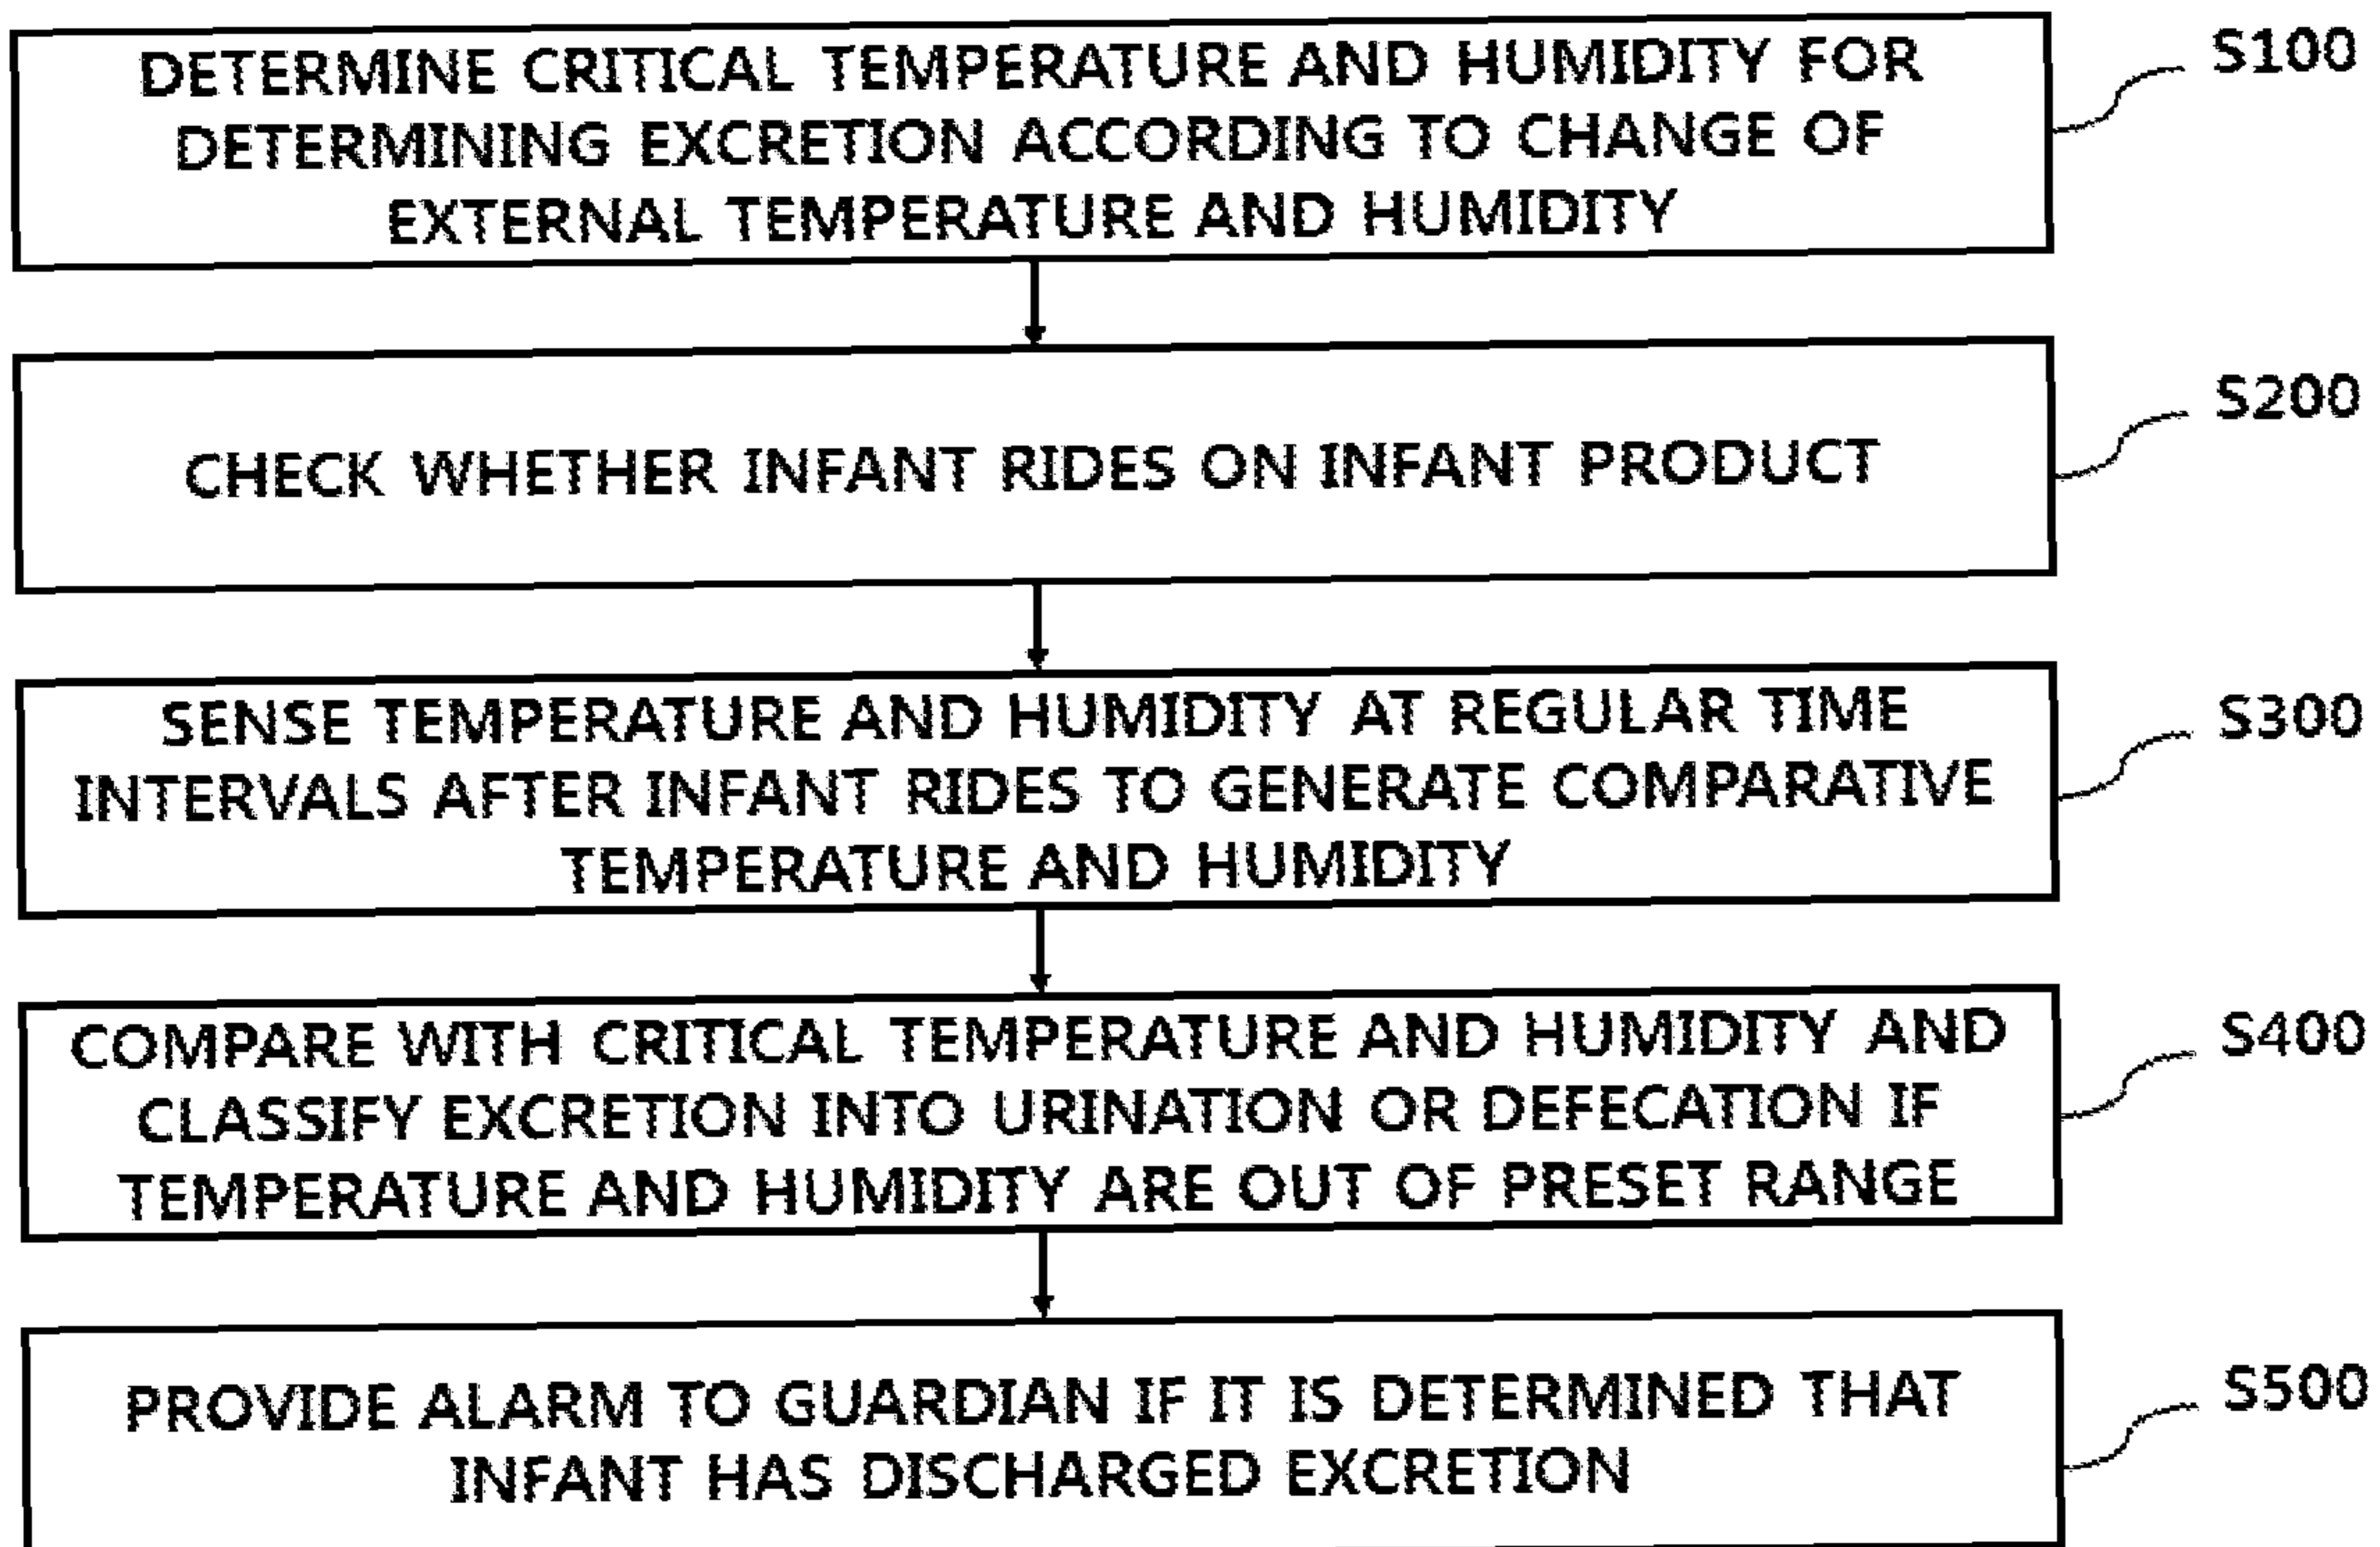 DETERMINE CRITICAL TEMPERATURE AND HUMIDITY FOR
DETERMINING EXCRETION ACCORDING TO CHANGE OF
EXTERNAL TEMPERATURE AND HUMIDITY
S100
CHECK WHETHER INFANT RIDES ON INFANT PRODUCT
S200
SENSE TEMPERATURE AND HUMIDITY AT REGULAR TIME
INTERVALS AFTER INFANT RIDES TO GENERATE COMPARATIVE
TEMPERATURE AND HUMIDITY
S300
COMPARE WITH CRITICAL TEMPERATURE AND HUMIDITY AND
CLASSIFY EXCRETION INTO URINATION OR DEFECATION IF
TEMPERATURE AND HUMIDITY ARE OUT OF PRESET RANGE
S400
PROVIDE ALARM TO GUARDIAN IF IT IS DETERMINED THAT
INFANT HAS DISCHARGED EXCRETION
S500